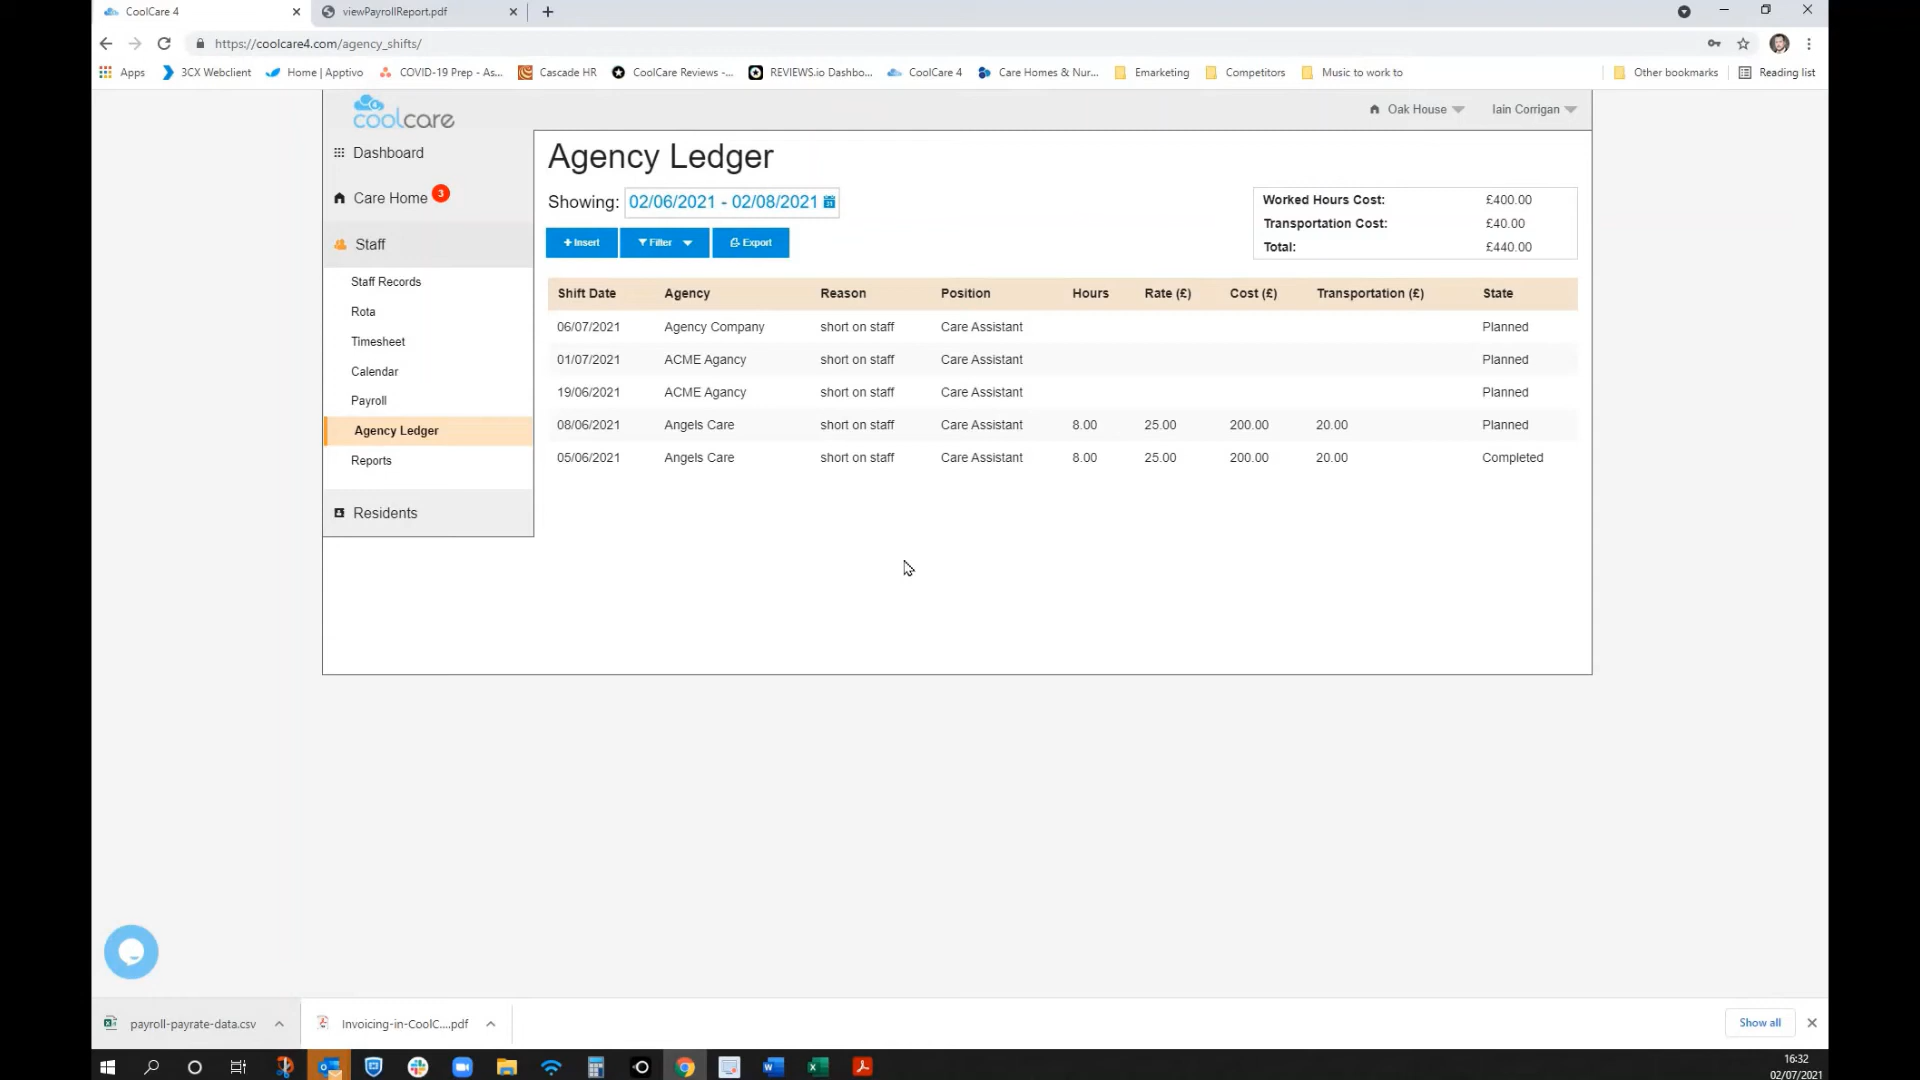 CoolCare 4
viewPayrollReport.pdf
https://coolcare4.com/agency_shifts/
Apps
3CX Webclient
Home | Apptivo
COVID-19 Prep - As...
Cascade HR
CoolCare Reviews -...
REVIEWS.io Dashbo...
CoolCare 4
Care Homes & Nur...
Emarketing
Competitors
Music to work to
Other bookmarks
Reading list
coolcare
Oak House
Iain Corrigan
Dashboard
Care Home 3
Staff
Staff Records
Rota
Timesheet
Calendar
Payroll
Agency Ledger
Reports
Residents
Agency Ledger
Showing: 02/06/2021 - 02/08/2021
+ Insert
Filter
Export
Worked Hours Cost: £400.00
Transportation Cost: £40.00
Total: £440.00
Shift Date Agency Reason Position Hours Rate (£) Cost (£) Transportation (£) State
06/07/2021 Agency Company short on staff Care Assistant Planned
01/07/2021 ACME Agancy short on staff Care Assistant Planned
19/06/2021 ACME Agancy short on staff Care Assistant Planned
08/06/2021 Angels Care short on staff Care Assistant 8.00 25.00 200.00 20.00 Planned
05/06/2021 Angels Care short on staff Care Assistant 8.00 25.00 200.00 20.00 Completed
payroll-payrate-data.csv
Invoicing-in-CoolC....pdf
Show all
16:32
02/07/2021